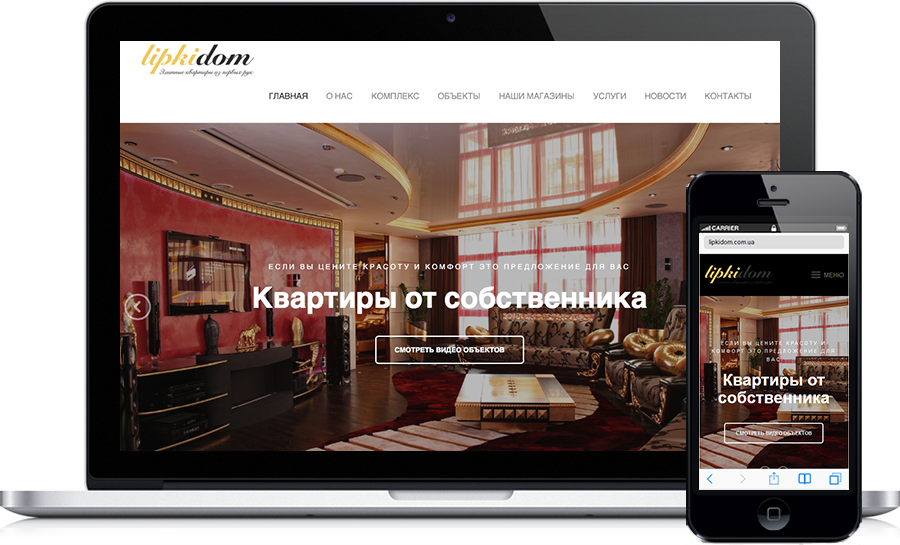 lipkidom
Элитные квартиры из первых рук
ГЛАВНАЯ О НАС КОМПЛЕКС ОБЪЕКТЫ НАШИ МАГАЗИНЫ УСЛУГИ НОВОСТИ КОНТАКТЫ
ЕСЛИ ВЫ ЦЕНИТЕ КРАСОТУ И КОМФОРТ ЭТО ПРЕДЛОЖЕНИЕ ДЛЯ ВАС
Квартиры от собственника
СМОТРЕТЬ ВИДЕО ОБЪЕКТОВ
CARRIER
lipkidom.com.ua
lipkidom
МЕНЮ
ЕСЛИ ВЫ ЦЕНИТЕ КРАСОТУ И
КОМФОРТ ЭТО ПРЕДЛОЖЕНИЕ ДЛЯ
ВАС
Квартиры от
собственника
СМОТРЕТЬ ВИДЕО ОБЪЕКТОВ